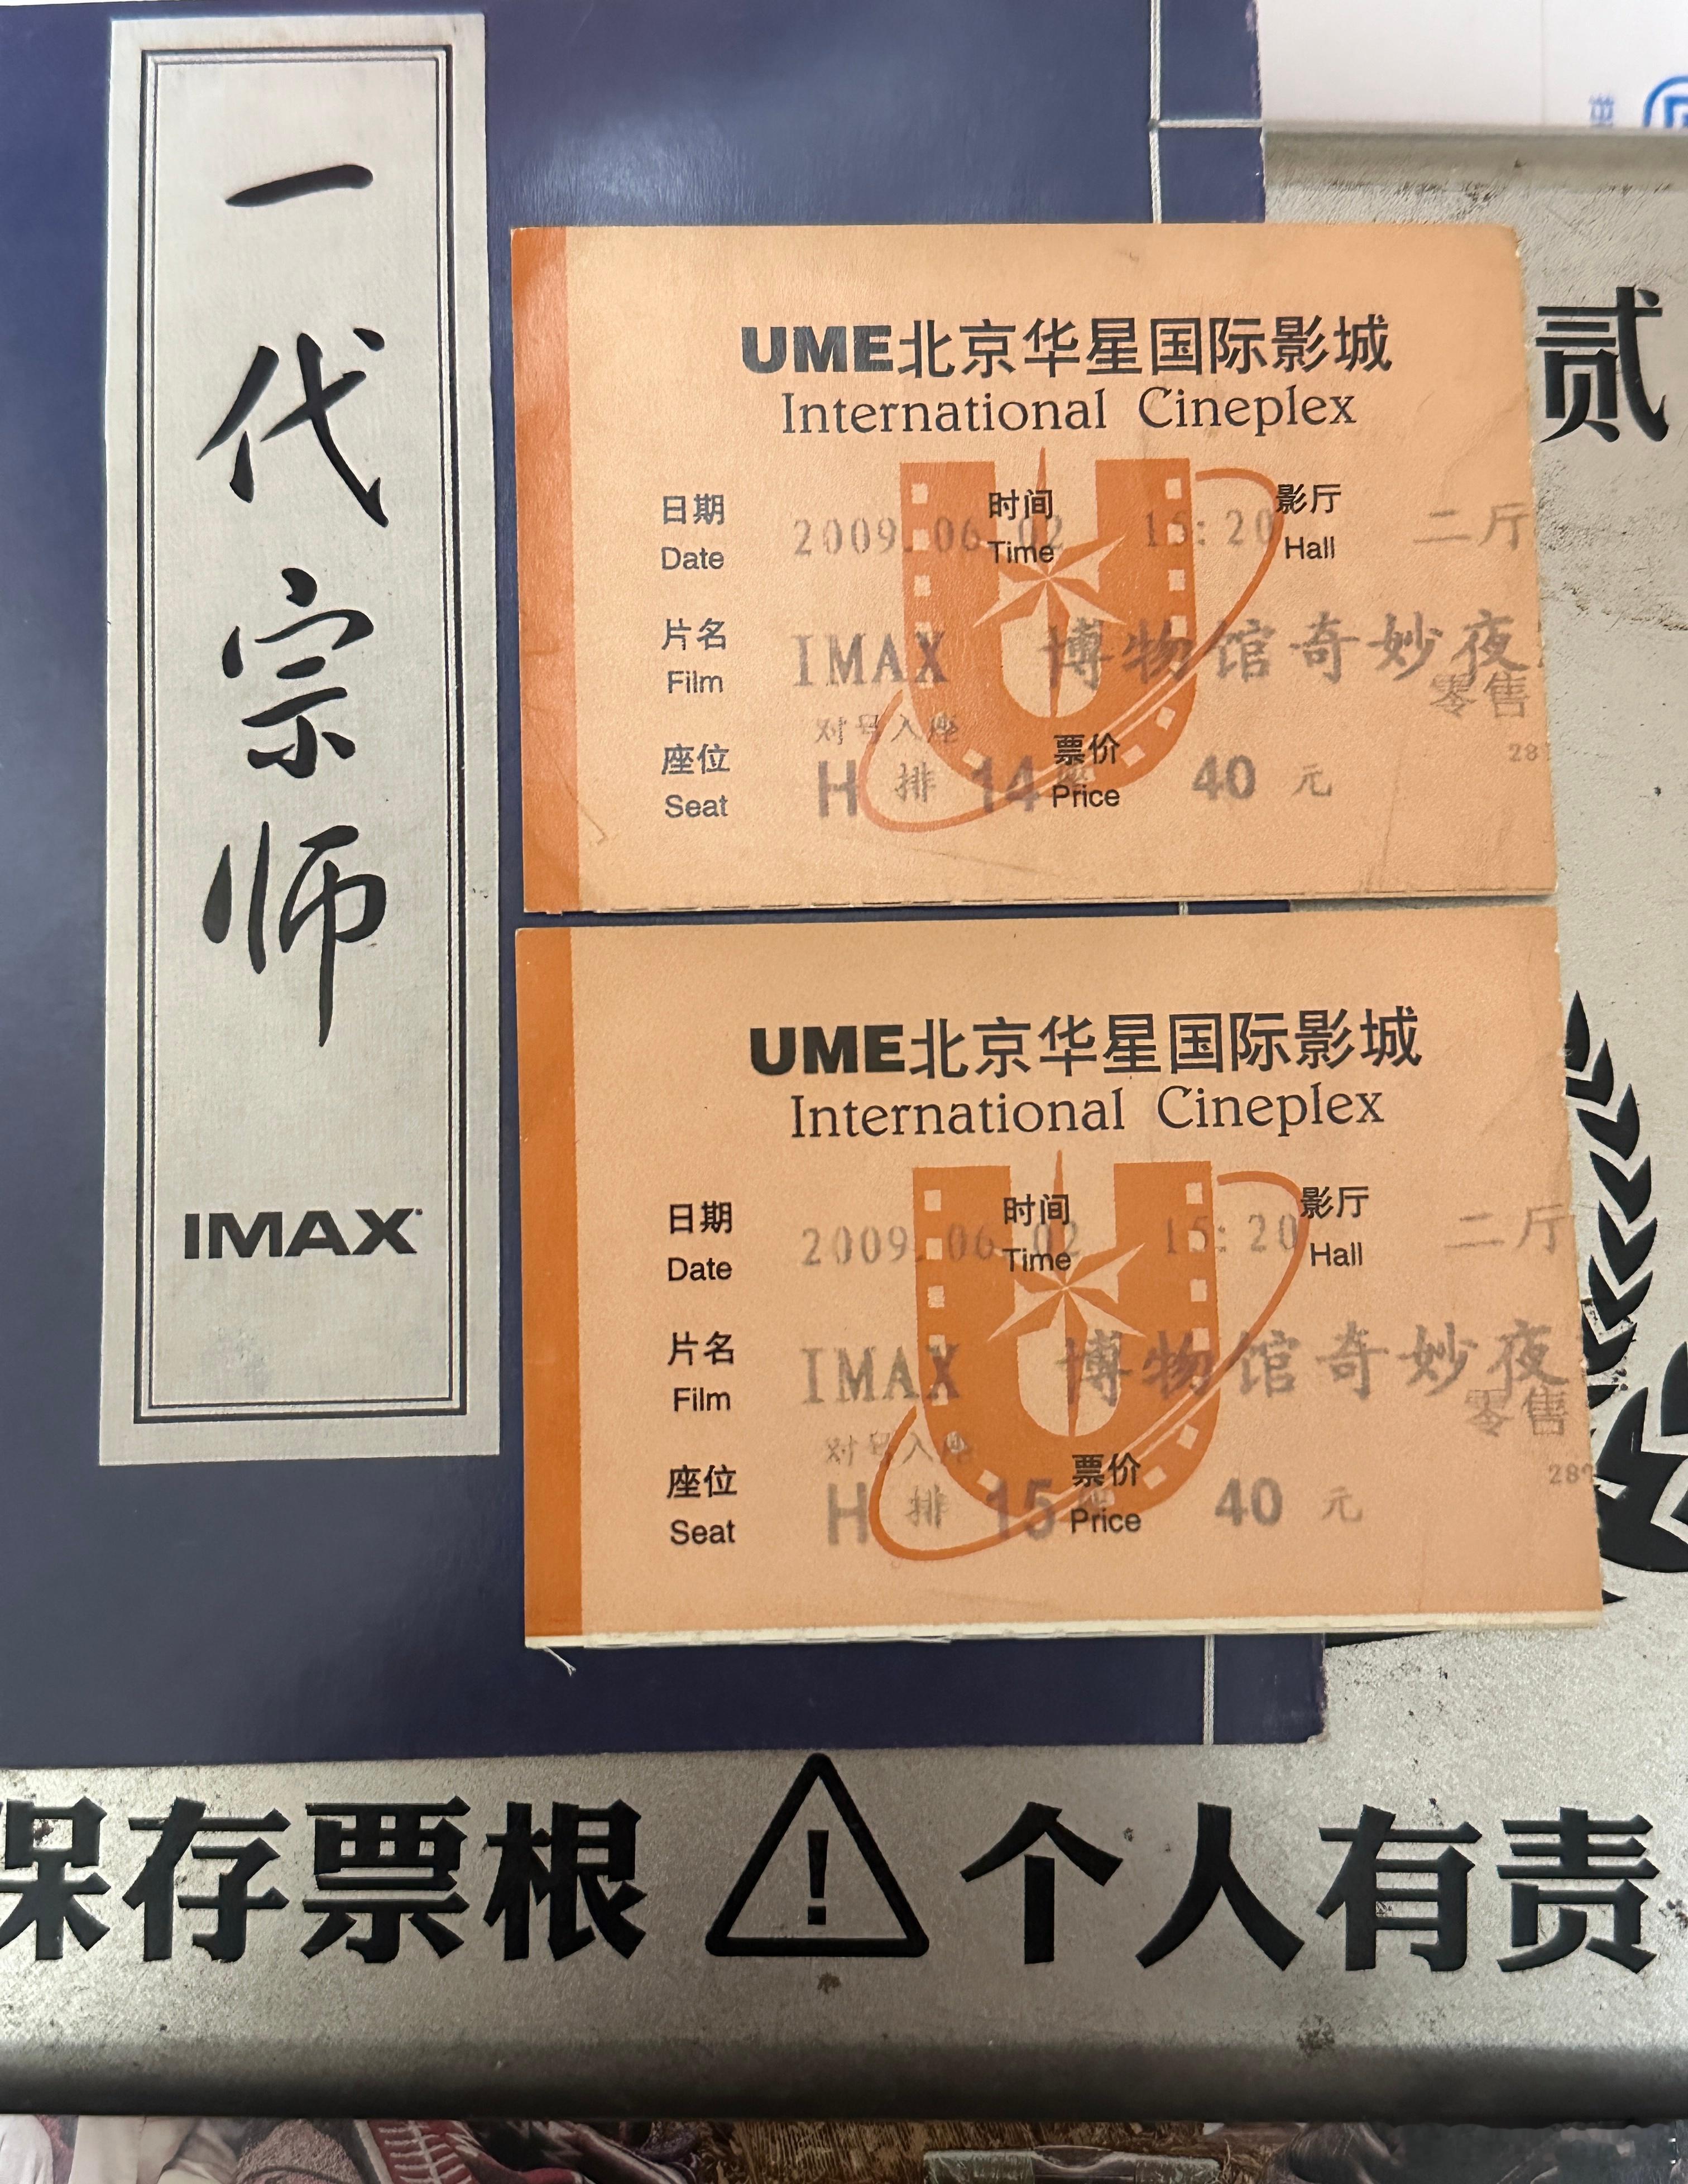 一代宗师
IMAX
贰
UME北京华星国际影城
International Cineplex
日期 时间 影厅
Date 2009.06.02 Time 15:20 Hall 二厅
片名 IMAX 博物馆奇妙夜
Film
零售
对号入座
座位 票价
Seat H 排 14 Price 40 元
UME北京华星国际影城
International Cineplex
日期 时间 影厅
Date 2009.06.02 Time 15:20 Hall 二厅
片名 IMAX 博物馆奇妙夜
Film
零售
对号入座
座位 票价
Seat H 排 15 Price 40 元
保存票根 ! 个人有责